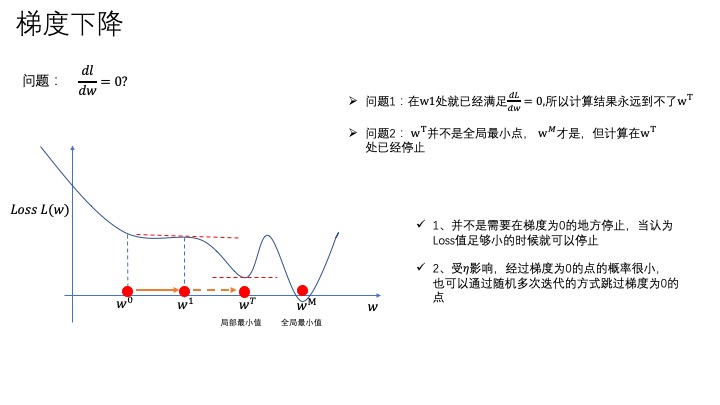 梯度下降
问题： dl/dw = 0?
➢ 问题1：在w1处就已经满足dL/dw = 0,所以计算结果永远到不了w^T
➢ 问题2：w^T并不是全局最小点， w^M才是，但计算在w^T
处已经停止
Loss L(w)
✓ 1、并不是需要在梯度为0的地方停止，当认为
Loss值足够小的时候就可以停止
✓ 2、受η影响，经过梯度为0的点的概率很小，
也可以通过随机多次迭代的方式跳过梯度为0的
点
w^0 w^1 w^T w^M w
局部最小值 全局最小值